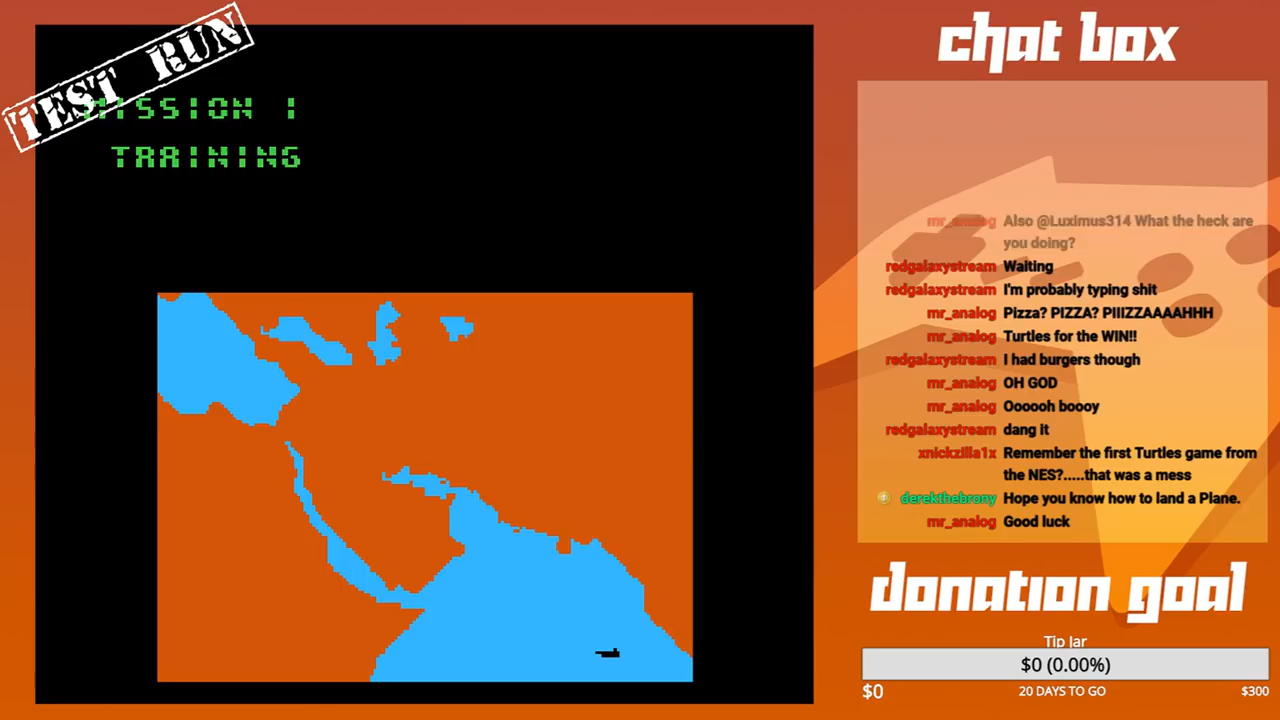 TEST RUN
MISSION 1
TRAINING
chat box
mr_analog Also @Luximus314 What the heck are
you doing?
redgalaxystream Waiting
redgalaxystream I'm probably typing shit
mr_analog Pizza? PIZZA? PIIIZZAAAAHHH
mr_analog Turtles for the WIN!!
redgalaxystream I had burgers though
mr_analog OH GOD
mr_analog Oooooh boooy
redgalaxystream dang it
xnickzilla1x Remember the first Turtles game from
the NES?.....that was a mess
derekthebrony Hope you know how to land a Plane.
mr_analog Good luck
donation goal
Tip Jar
$0 (0.00%)
$0 20 DAYS TO GO $300